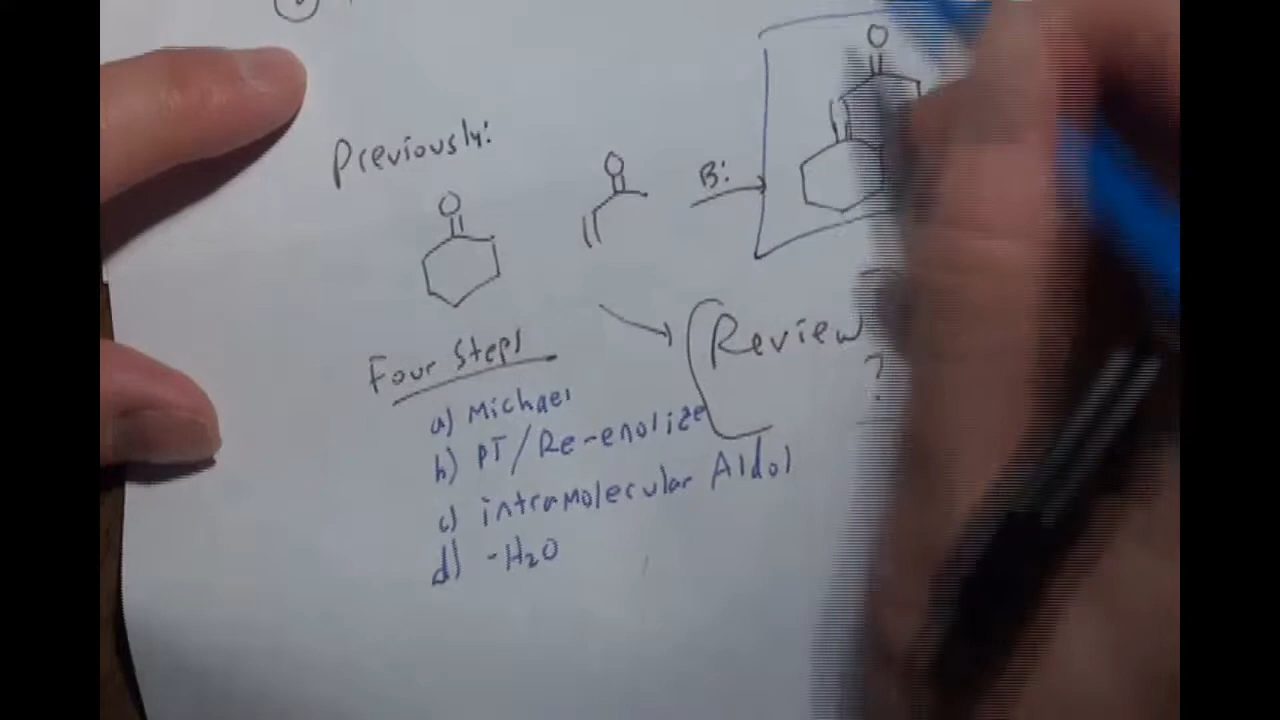 Previously:
O
O
B:
O
Review
?
Four Steps
a) Michael
b) PT/Re-enolize
c) intramolecular Aldol
d) -H₂O